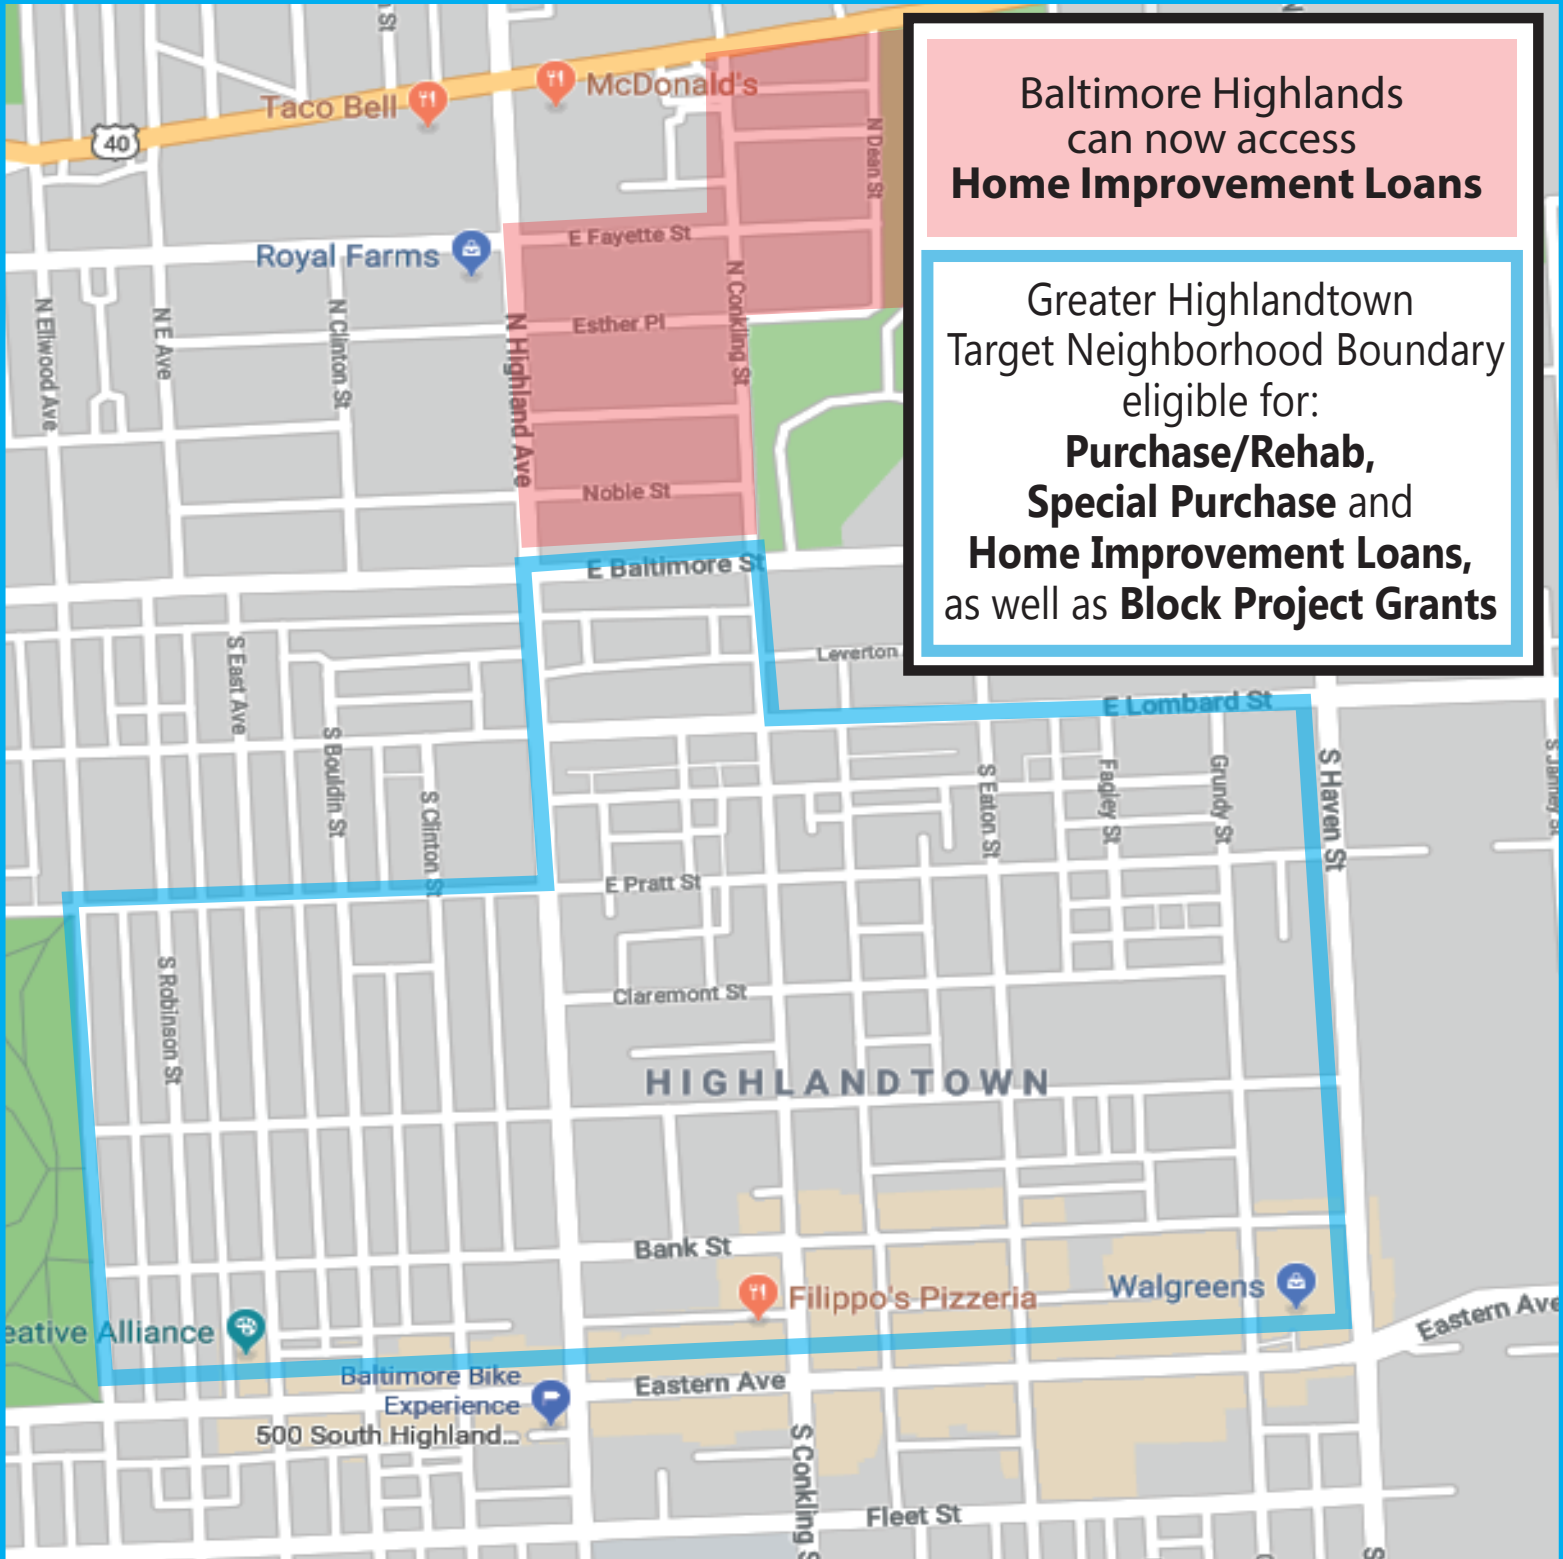 St
Baltimore Highlands
can now access
Home Improvement Loans
Greater Highlandtown
Target Neighborhood Boundary
eligible for:
Purchase/Rehab,
Special Purchase and
Home Improvement Loans,
as well as Block Project Grants
McDonald's
Taco Bell
40
N Dean St
E Fayette St
Royal Farms
N Conkling St
N Ellwood Ave
N E Ave
N Clinton St
N Highland Ave
Esther Pl
Noble St
E Baltimore St
Leverton
S East Ave
E Lombard St
S Bouldin St
S Clinton St
S Eaton St
Fagley St
Grundy St
S Haven St
S Janney St
E Pratt St
S Robinson St
Claremont St
HIGHLANDTOWN
Bank St
Filippo's Pizzeria
Walgreens
eative Alliance
Eastern Ave
Baltimore Bike
Experience
500 South Highland...
Eastern Ave
S Conkling S
Fleet St